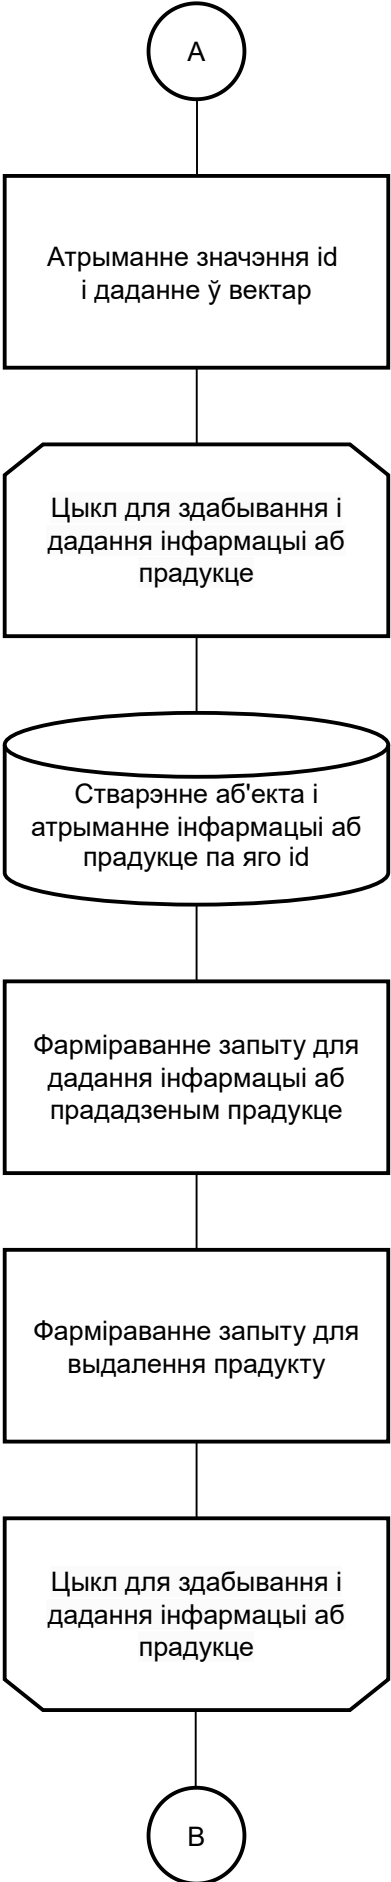 A
Атрыманне значэння id
і даданне ў вектар
Цыкл для здабывання і
дадання інфармацыі аб
прадукце
Стварэнне аб'екта і
атрыманне інфармацыі аб
прадукце па яго id
Фарміраванне запыту для
дадання інфармацыі аб
прададзеным прадукце
Фарміраванне запыту для
выдалення прадукту
Цыкл для здабывання і
дадання інфармацыі аб
прадукце
B